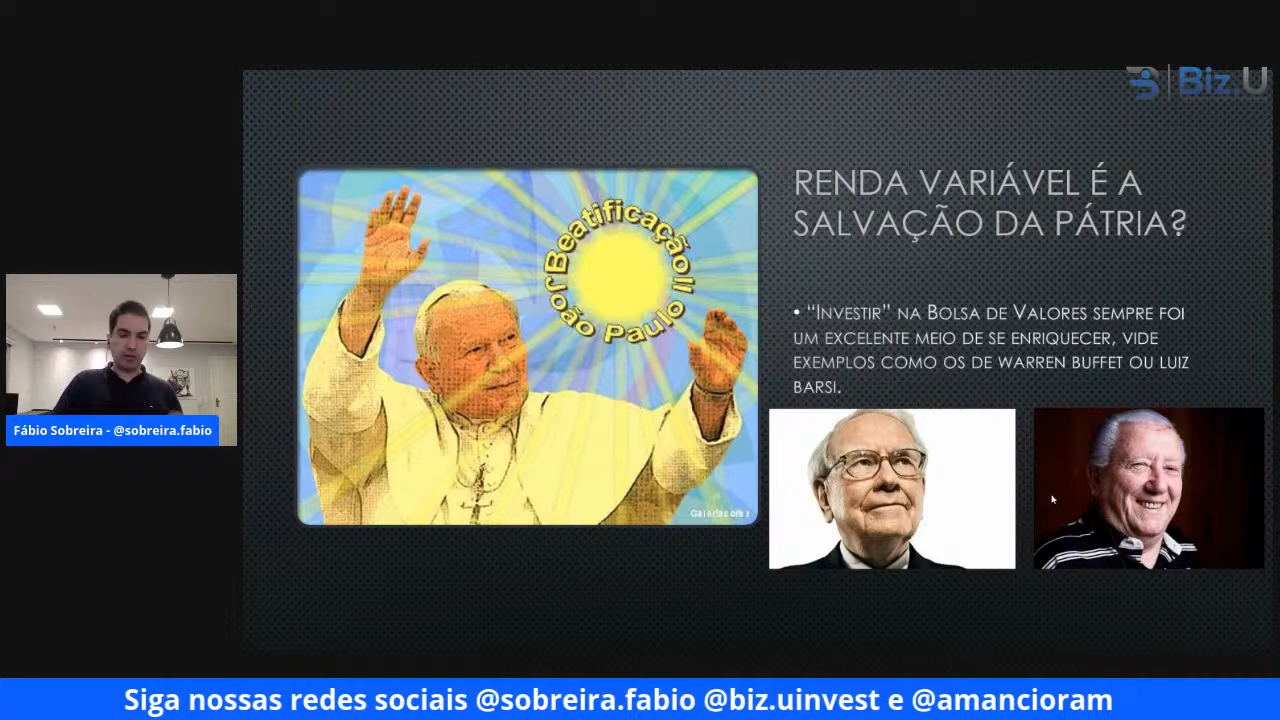 Biz.U
RENDA VARIÁVEL É A
SALVAÇÃO DA PÁTRIA?
Beatificação
João Paulo II
• “INVESTIR” NA BOLSA DE VALORES SEMPRE FOI
UM EXCELENTE MEIO DE SE ENRIQUECER, VIDE
EXEMPLOS COMO OS DE WARREN BUFFET OU LUIZ
BARSI.
Fábio Sobreira - @sobreira.fabio
Siga nossas redes sociais @sobreira.fabio @biz.uinvest e @amancioram